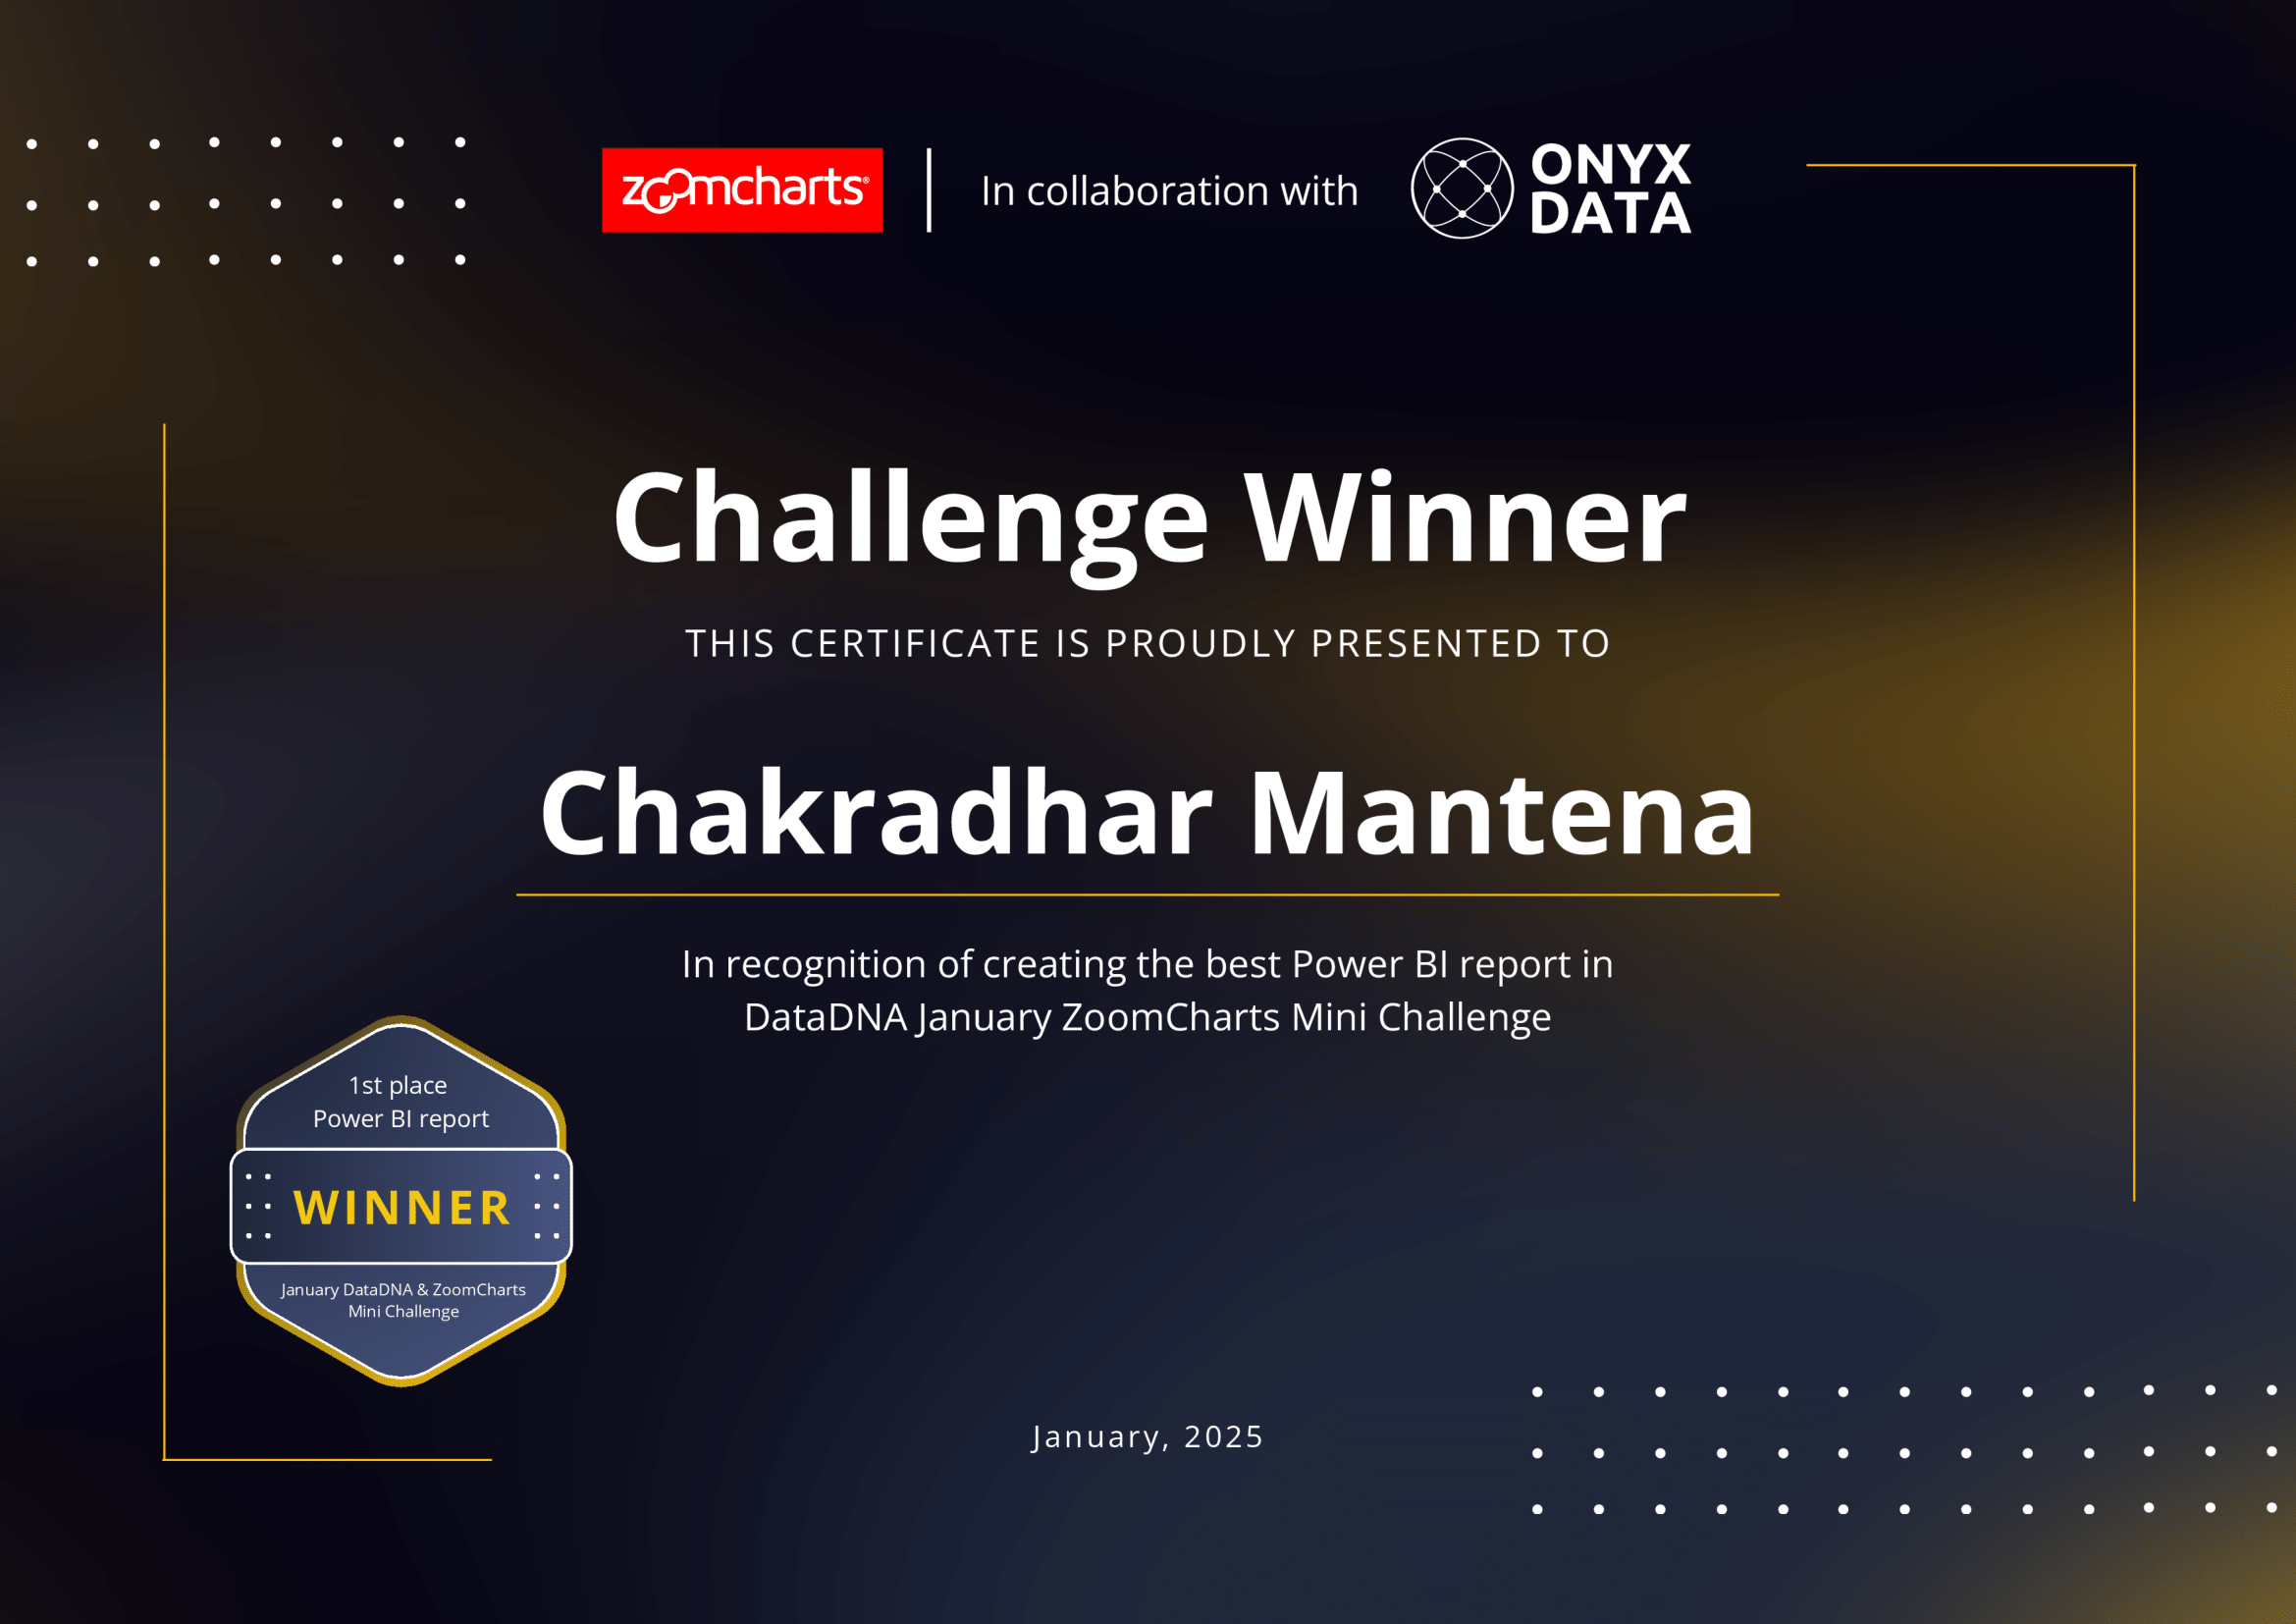 zoomcharts®
In collaboration with
ONYX
DATA
Challenge Winner
THIS CERTIFICATE IS PROUDLY PRESENTED TO
Chakradhar Mantena
In recognition of creating the best Power BI report in
DataDNA January ZoomCharts Mini Challenge
1st place
Power BI report
WINNER
January DataDNA & ZoomCharts
Mini Challenge
January, 2025